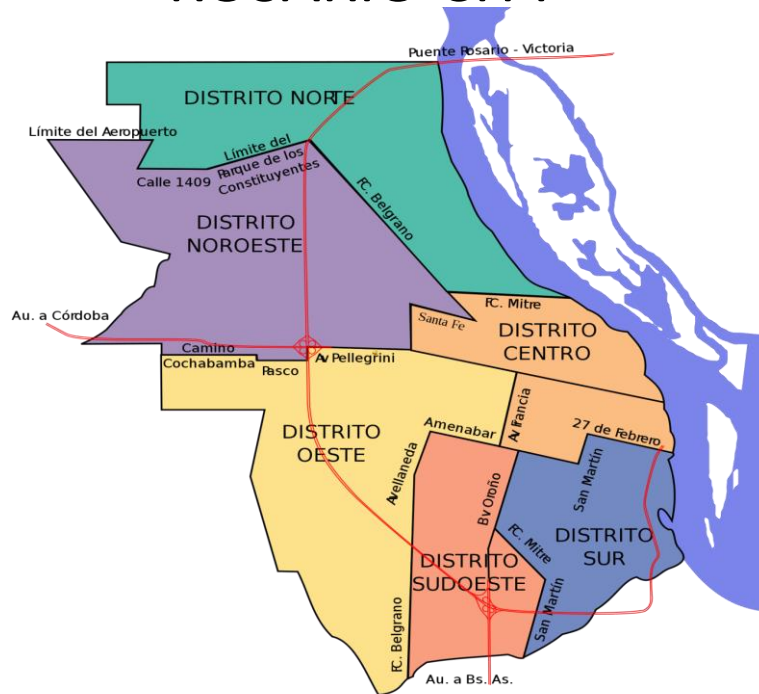 Puente Rosario - Victoria
DISTRITO NORTE
Límite del Aeropuerto
Límite del
Parque de los
Constituyentes
Calle 1409
FC. Belgrano
DISTRITO
NOROESTE
FC. Mitre
Santa Fe
DISTRITO
CENTRO
Au. a Córdoba
Camino
Cochabamba
Pasco
Av. Pellegrini
Av. Francia
27 de Febrero
Amenabar
DISTRITO
OESTE
Avellaneda
Bv. Oroño
San Martín
FC. Mitre
DISTRITO
SUR
DISTRITO
SUDOESTE
San Martín
FC. Belgrano
Au. a Bs. As.